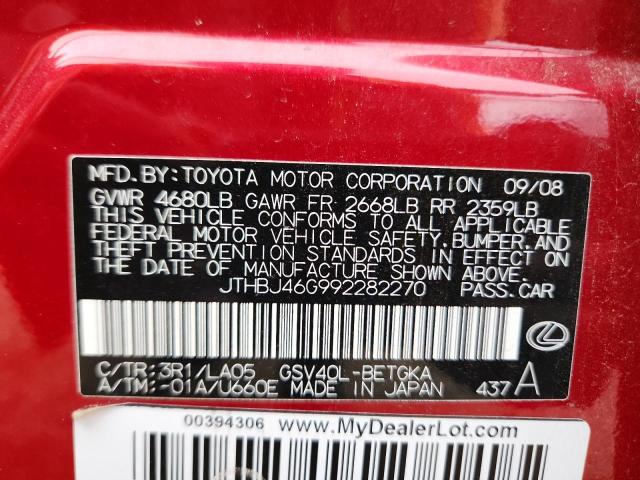 MFD. BY: TOYOTA MOTOR CORPORATION 09/08
GVWR 4680LB GAWR FR 2668LB RR 2359LB
THIS VEHICLE CONFORMS TO ALL APPLICABLE
FEDERAL MOTOR VEHICLE SAFETY, BUMPER, AND
THEFT PREVENTION STANDARDS IN EFFECT ON
THE DATE OF MANUFACTURE SHOWN ABOVE.
JTHBJ46G992282270 PASS. CAR
C/TR: 3R1/LA05 GSV40L-BETGKA
A/TM: -01A/U660E MADE IN JAPAN 437 A
00394306 www.MyDealerLot.com